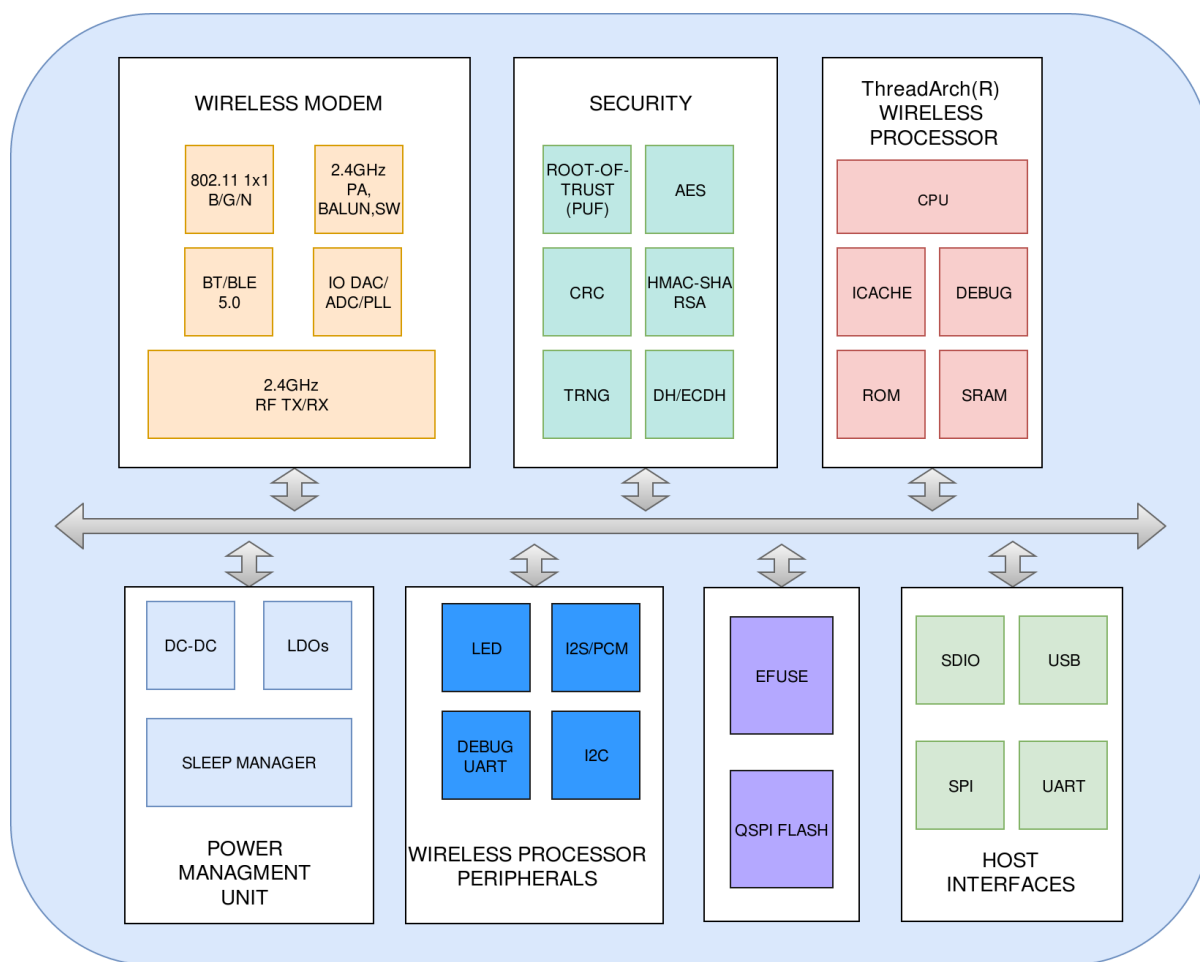 WIRELESS MODEM
802.11 1x1
B/G/N
2.4GHz
PA,
BALUN,SW
BT/BLE
5.0
IO DAC/
ADC/PLL
2.4GHz
RF TX/RX
SECURITY
ROOT-OF-
TRUST
(PUF)
AES
CRC
HMAC-SHA
RSA
TRNG
DH/ECDH
ThreadArch(R)
WIRELESS
PROCESSOR
CPU
ICACHE
DEBUG
ROM
SRAM
DC-DC
LDOs
SLEEP MANAGER
POWER
MANAGMENT
UNIT
LED
I2S/PCM
DEBUG
UART
I2C
WIRELESS PROCESSOR
PERIPHERALS
EFUSE
QSPI FLASH
SDIO
USB
SPI
UART
HOST
INTERFACES